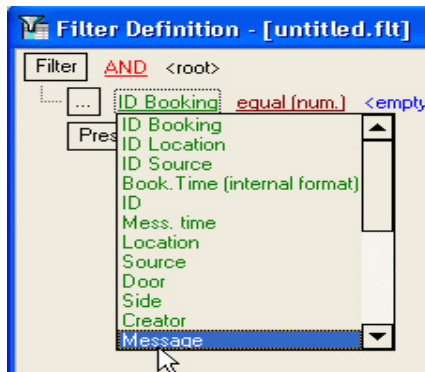 Filter Definition - [untitled.flt]
Filter AND <root>
... ID Booking equal (num.) <empty
Pres
ID Booking
ID Location
ID Source
Book.Time (internal format)
ID
Mess. time
Location
Source
Door
Side
Creator
Message